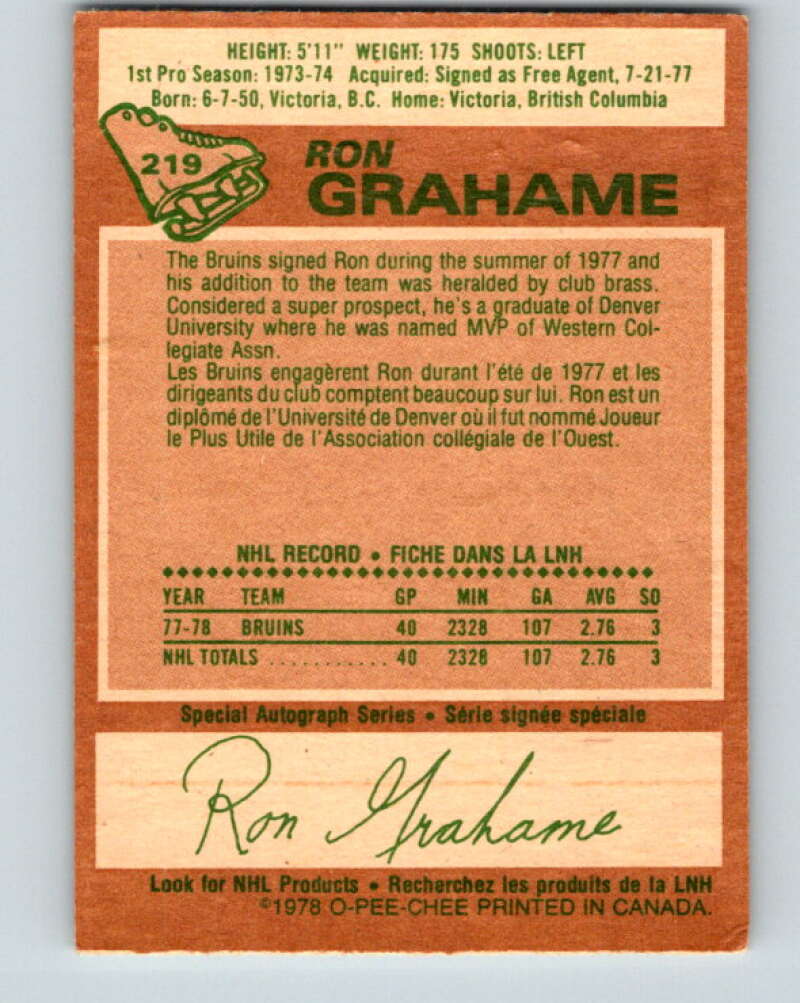 HEIGHT: 5'11" WEIGHT: 175 SHOOTS: LEFT
1st Pro Season: 1973-74 Acquired: Signed as Free Agent, 7-21-77
Born: 6-7-50, Victoria, B.C. Home: Victoria, British Columbia
219
RON
GRAHAME
The Bruins signed Ron during the summer of 1977 and
his addition to the team was heralded by club brass.
Considered a super prospect, he's a graduate of Denver
University where he was named MVP of Western Col-
legiate Assn.
Les Bruins engagèrent Ron durant l'été de 1977 et les
dirigeants du club comptent beaucoup sur lui. Ron est un
diplômé de l'Université de Denver où il fut nommé Joueur
le Plus Utile de l'Association collégiale de l'Ouest.
NHL RECORD • FICHE DANS LA LNH
YEAR TEAM GP MIN GA AVG SO
77-78 BRUINS 40 2328 107 2.76 3
NHL TOTALS ............ 40 2328 107 2.76 3
Special Autograph Series • Série signée spéciale
Ron Grahame
Look for NHL Products • Recherchez les produits de la LNH
©1978 O-PEE-CHEE PRINTED IN CANADA.